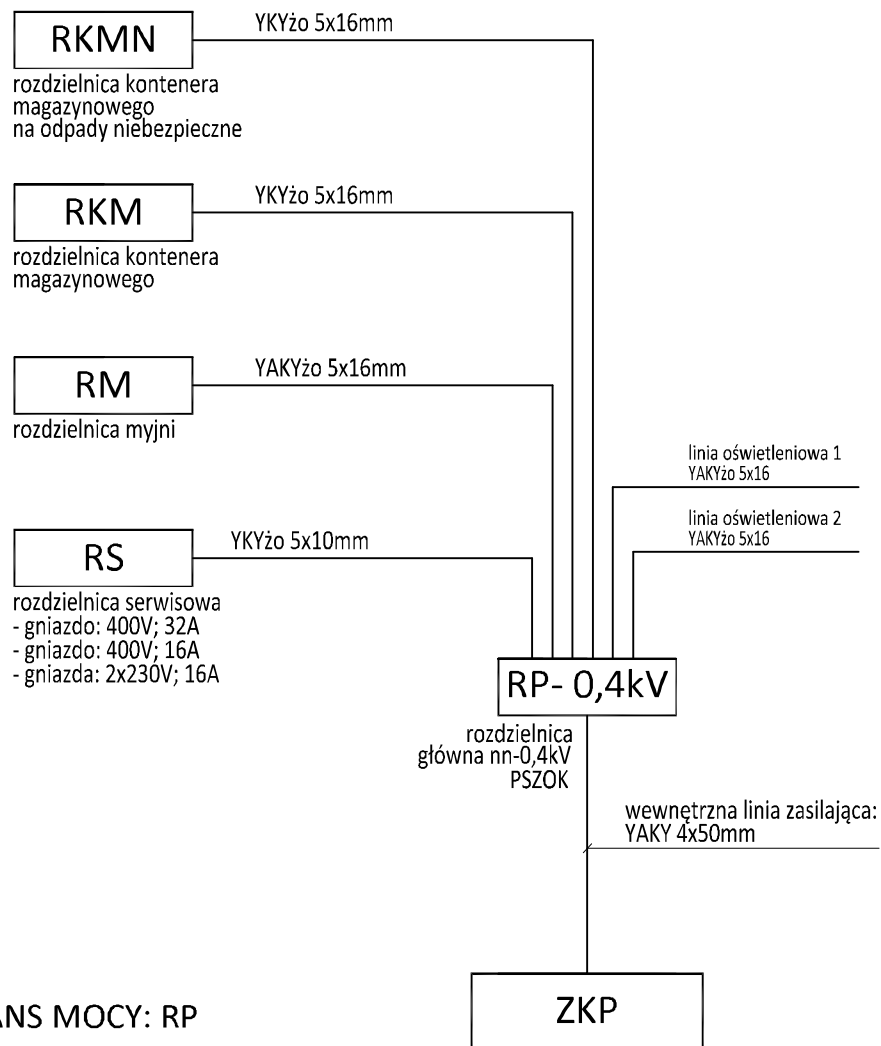 RKMN
YKYżo 5x16mm
rozdzielnica kontenera
magazynowego
na odpady niebezpieczne
RKM
YKYżo 5x16mm
rozdzielnica kontenera
magazynowego
RM
YAKYżo 5x16mm
rozdzielnica myjni
RS
YKYżo 5x10mm
rozdzielnica serwisowa
- gniazdo: 400V; 32A
- gniazdo: 400V; 16A
- gniazda: 2x230V; 16A
linia oświetleniowa 1
YAKYżo 5x16
linia oświetleniowa 2
YAKYżo 5x16
RP- 0,4kV
rozdzielnica
główna nn-0,4kV
PSZOK
wewnętrzna linia zasilająca:
YAKY 4x50mm
ZKP
ANS MOCY: RP